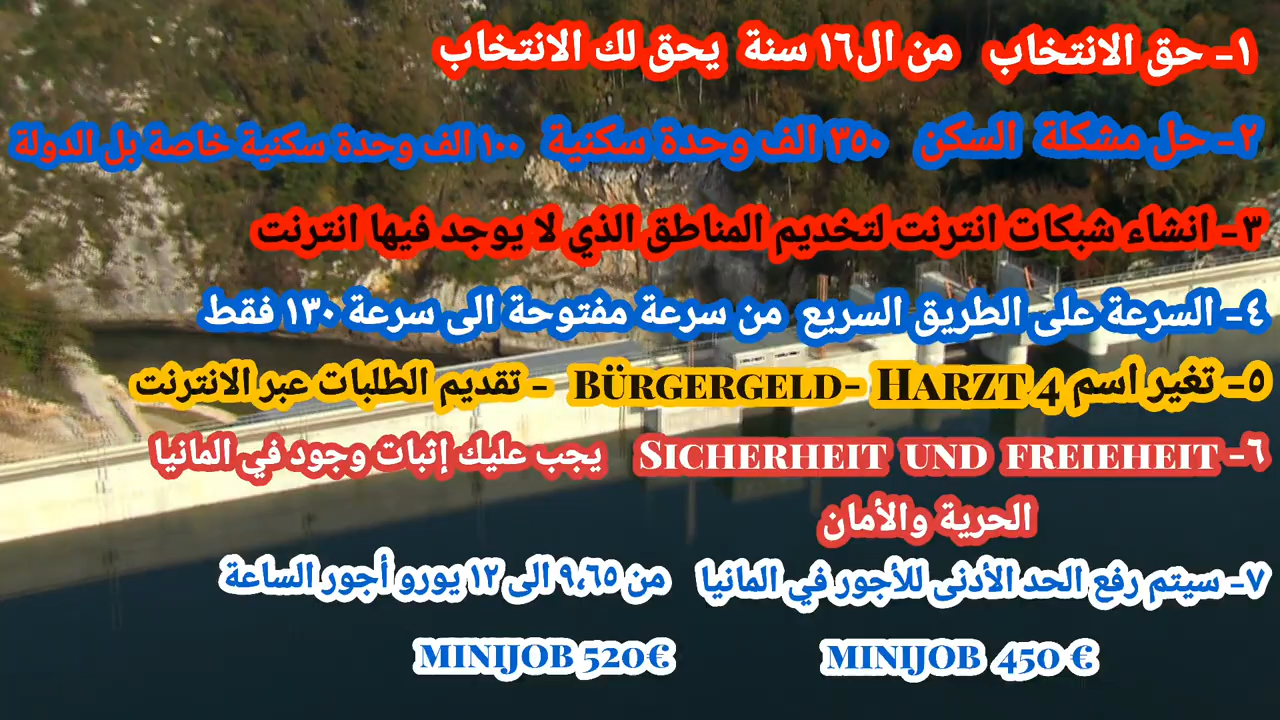 ١- حق الانتخاب من ال١٦ سنة يحق لك الانتخاب
٢- حل مشكلة السكن ٣٥٠ الف وحدة سكنية ١٠٠ الف وحدة سكنية خاصة بل الدولة
٣- انشاء شبكات انترنت لتخديم المناطق الذي لا يوجد فيها انترنت
٤- السرعة على الطريق السريع من سرعة مفتوحة الى سرعة ١٣٠ فقط
٥- تغير اسم HARZT 4 -BÜRGERGELD - تقديم الطلبات عبر الانترنت
٦- SICHERHEIT UND FREIEHEIT يجب عليك إثبات وجود في المانيا
الحرية والأمان
٧- سيتم رفع الحد الأدنى للأجور في المانيا من ٩،٦٥ الى ١٢ يورو أجور الساعة
MINIJOB 520€ MINIJOB 450 €